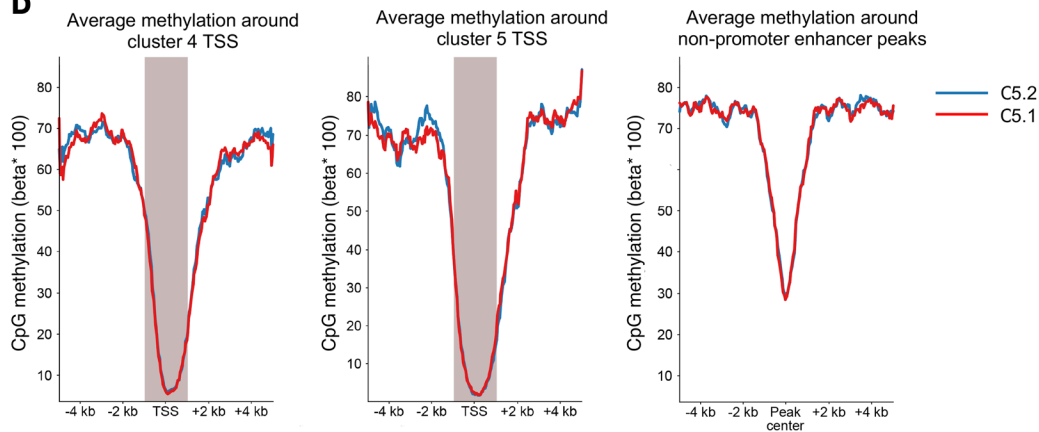 D
Average methylation around
cluster 4 TSS
CpG methylation (beta* 100)
80
70
60
50
40
30
20
10
-4 kb -2 kb TSS +2 kb +4 kb
Average methylation around
cluster 5 TSS
CpG methylation (beta* 100)
80
70
60
50
40
30
20
10
-4 kb -2 kb TSS +2 kb +4 kb
Average methylation around
non-promoter enhancer peaks
CpG methylation (beta* 100)
80
70
50
40
30
20
10
-4 kb -2 kb Peak +2 kb +4 kb
center
C5.2
C5.1